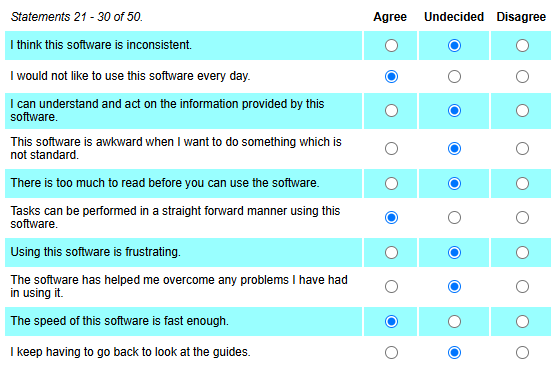 Statements 21 - 30 of 50. Agree Undecided Disagree
I think this software is inconsistent.
I would not like to use this software every day.
I can understand and act on the information provided by this
software.
This software is awkward when I want to do something which is
not standard.
There is too much to read before you can use the software.
Tasks can be performed in a straight forward manner using this
software.
Using this software is frustrating.
The software has helped me overcome any problems I have had
in using it.
The speed of this software is fast enough.
I keep having to go back to look at the guides.